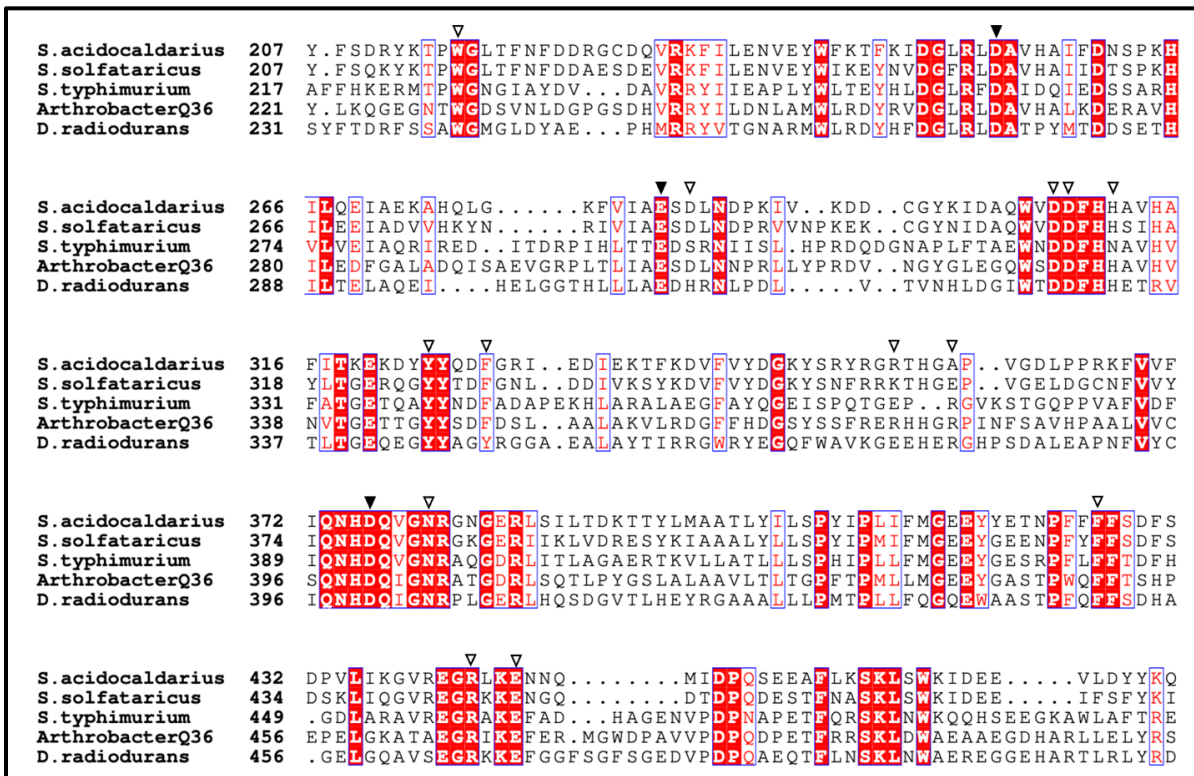 S.acidocaldarius 207 Y.FSDRYKTPWGLTFNFDDRGCDQVRKFILENVEYWFKTFKIDGLRLDAVHAIFDNSPKH
S.solfataricus 207 Y.FSQKYKTPWGLTFNFDDAESDEVRKFILENVEYWIKEYNVDGFRLDAVHAIIDTSPKH
S.typhimurium 217 AFFHKERMTPWGNGIAYDV....DAVRRYIIEAPLYWLTEYHLDGLRFDAIDQIEDSSARH
ArthrobacterQ36 221 Y.LKQGEGNTWGDSVNLDGPGSDHVRRYILDNLAMWLRDYRVDGLRLDAVHALKDERAVH
D.radiodurans 231 SYFTDRFSSAWGMGLDYAE...PHMRRYVTGNARMWLRDYHFDGLRLDATPYMTDDSETH
S.acidocaldarius 266 ILQEIAEKAHQLG......KFVIAESDLNDPKIV..KDD..CGYKIDAQWVDDFHHAVHA
S.solfataricus 266 ILEEIADVVHKYN......RIVIAESDLNDPRVVNPKEK..CGYNIDAQWVDDFHHSIHA
S.typhimurium 274 VLVEIAQRIRED..ITDRPIHLTTEDSRNIISL.HPRDQDGNAPLFTAEWNDDFHNAVHV
ArthrobacterQ36 280 ILEDFGALADQISAEVGRPLTLIAESDLNNPRLLYPRDV..NGYGLEGQWSDDFHHAVHV
D.radiodurans 288 ILTELAQEI...HELGGTHLLLAEDHRNLPDL.....V..TVNHLDGIWTDDFHHETRV
S.acidocaldarius 316 FITKEKDYYYQDFGRI..EDIEKTFKDVFVYDGKYSRYRGRTHGAP..VGDLPPRKFVVF
S.solfataricus 318 YLTGERQGYYTDFGNL..DDIVKSYKDVFVYDGKYSNFRRKTHGEP..VGELDGCNFVVY
S.typhimurium 331 FATGETQAYYNDFADAPEKHLARALAEGFAYQGEISPQTGEP..RGVKSTGQPPVAFVDF
ArthrobacterQ36 343 NVTGETTGYYSDFDSL..AALAKVLRDGFFHDGSYSSFRERHHGRPINFSAVHPAALVVC
D.radiodurans 337 TLTGEQEGYYAGYRGGA.EALAYTIRRGWRYEGQFWAVKGEEHERGHPSDALEAPNFVYC
S.acidocaldarius 372 IQNHDQVGNRGNGERLSILTDKTTYLMAATLYILSPYIPLIFMGEEYYETNPFFFFSDFS
S.solfataricus 374 IQNHDQVGNRGKGERIIKLVDRESYKIAAALYLLSPYIPMIFMGEEYGEENPFYFFSDFS
S.typhimurium 389 IQNHDQVGNRAQGDRLITLAGAERTKVLLATLLLSPHIPLLFMGEEYGESRPFLFFTDFH
ArthrobacterQ36 396 SQNHDQIGNRATGDRLSQTLPYGSLALAAVLTLTGPFTPMLLMGEEYGASTPWQFFTSHP
D.radiodurans 396 IQNHDQIGNRPLGERLHQSDGVTLHEYRGAAALLLPMTPLLFQGQEWAASTPFQFFSDHA
S.acidocaldarius 432 DPVLIKGVREGRLKENNQ........MIDPQSEEAFLKSKLSWKIDEE.....VLDYYKQ
S.solfataricus 434 DSKLIQGVREGRKKENGQ........DTDPQDESTFNASKLSWKIDEE.....IFSFYKI
S.typhimurium 449 .GDLARAVREGRAKEFAD...HAGENVPDPNAPETFQRSKLNWKQQHSEEGKAWLAFTRE
ArthrobacterQ36 456 EPELGKATAEGRIKEFER.MGWDPAVVPDPQDPETFRRSKLDWAEAAEGDHARLLELYRS
D.radiodurans 456 .GELGQAVSEGRKKEFGGFSGFSGEDVPDPQAEQTFLNSKLNWAEREGGEHARTLRLYRD